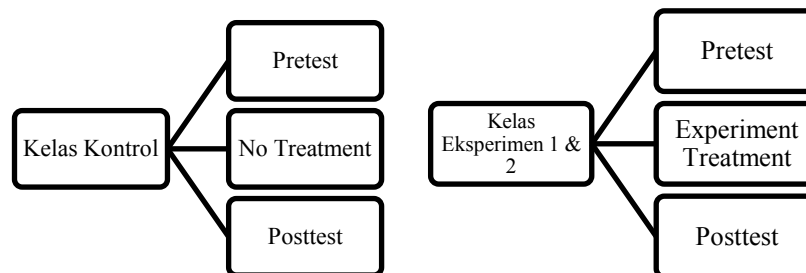 Kelas Kontrol
Pretest
No Treatment
Posttest
Kelas
Eksperimen 1 &
2
Pretest
Experiment
Treatment
Posttest